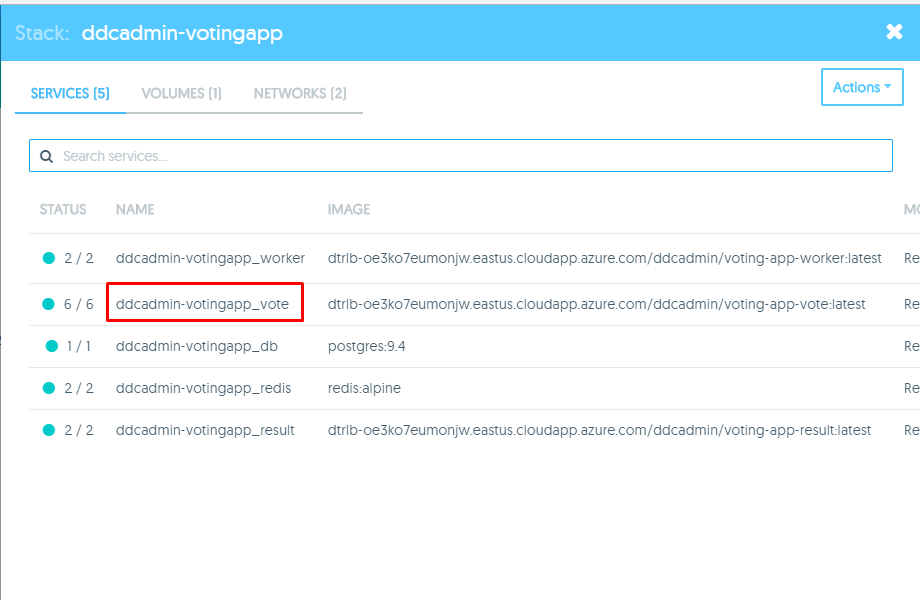 Stack: ddcadmin-votingapp
SERVICES (5) VOLUMES (1) NETWORKS (2) Actions
Search services...
STATUS NAME IMAGE MO
2 / 2 ddcadmin-votingapp_worker dtrlb-oe3ko7eumonjw.eastus.cloudapp.azure.com/ddcadmin/voting-app-worker:latest Re
6 / 6 ddcadmin-votingapp_vote dtrlb-oe3ko7eumonjw.eastus.cloudapp.azure.com/ddcadmin/voting-app-vote:latest Re
1 / 1 ddcadmin-votingapp_db postgres:9.4 Re
2 / 2 ddcadmin-votingapp_redis redis:alpine Re
2 / 2 ddcadmin-votingapp_result dtrlb-oe3ko7eumonjw.eastus.cloudapp.azure.com/ddcadmin/voting-app-result:latest Re